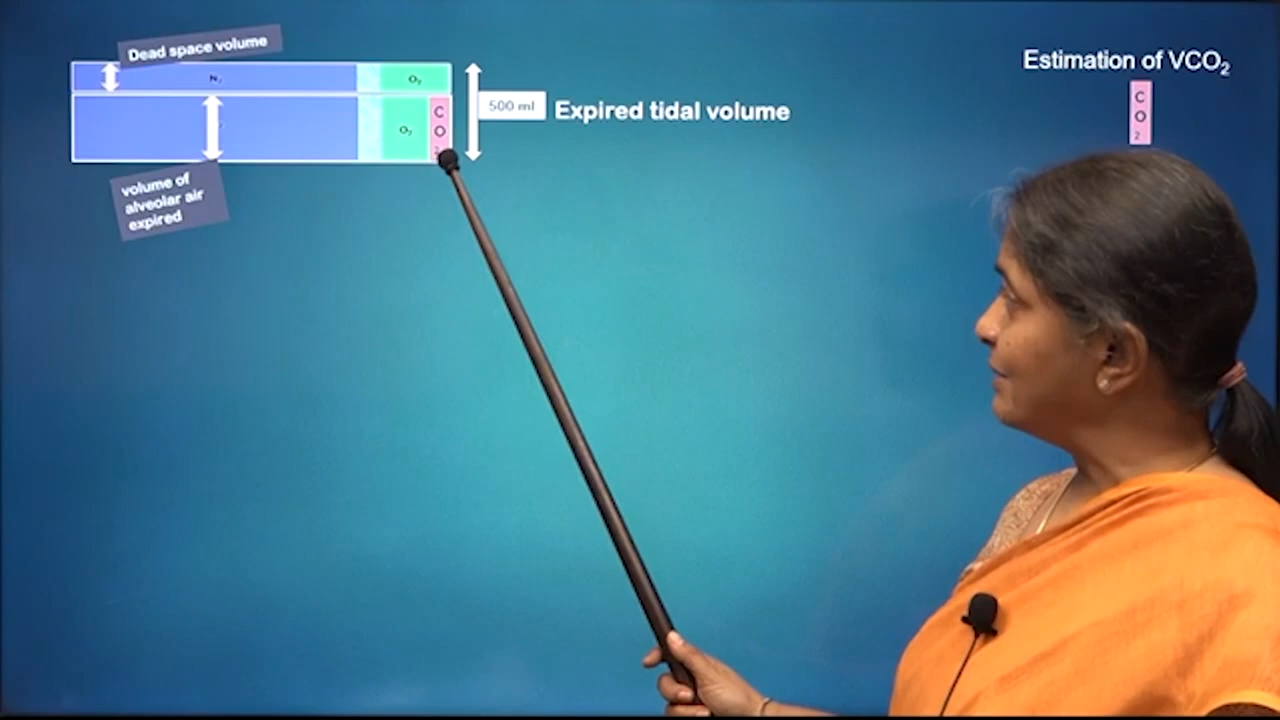 Dead space volume
Estimation of VCO₂
N₂
O₂
500 ml
Expired tidal volume
O₂
C
O
2
C
O
2
volume of
alveolar air
expired